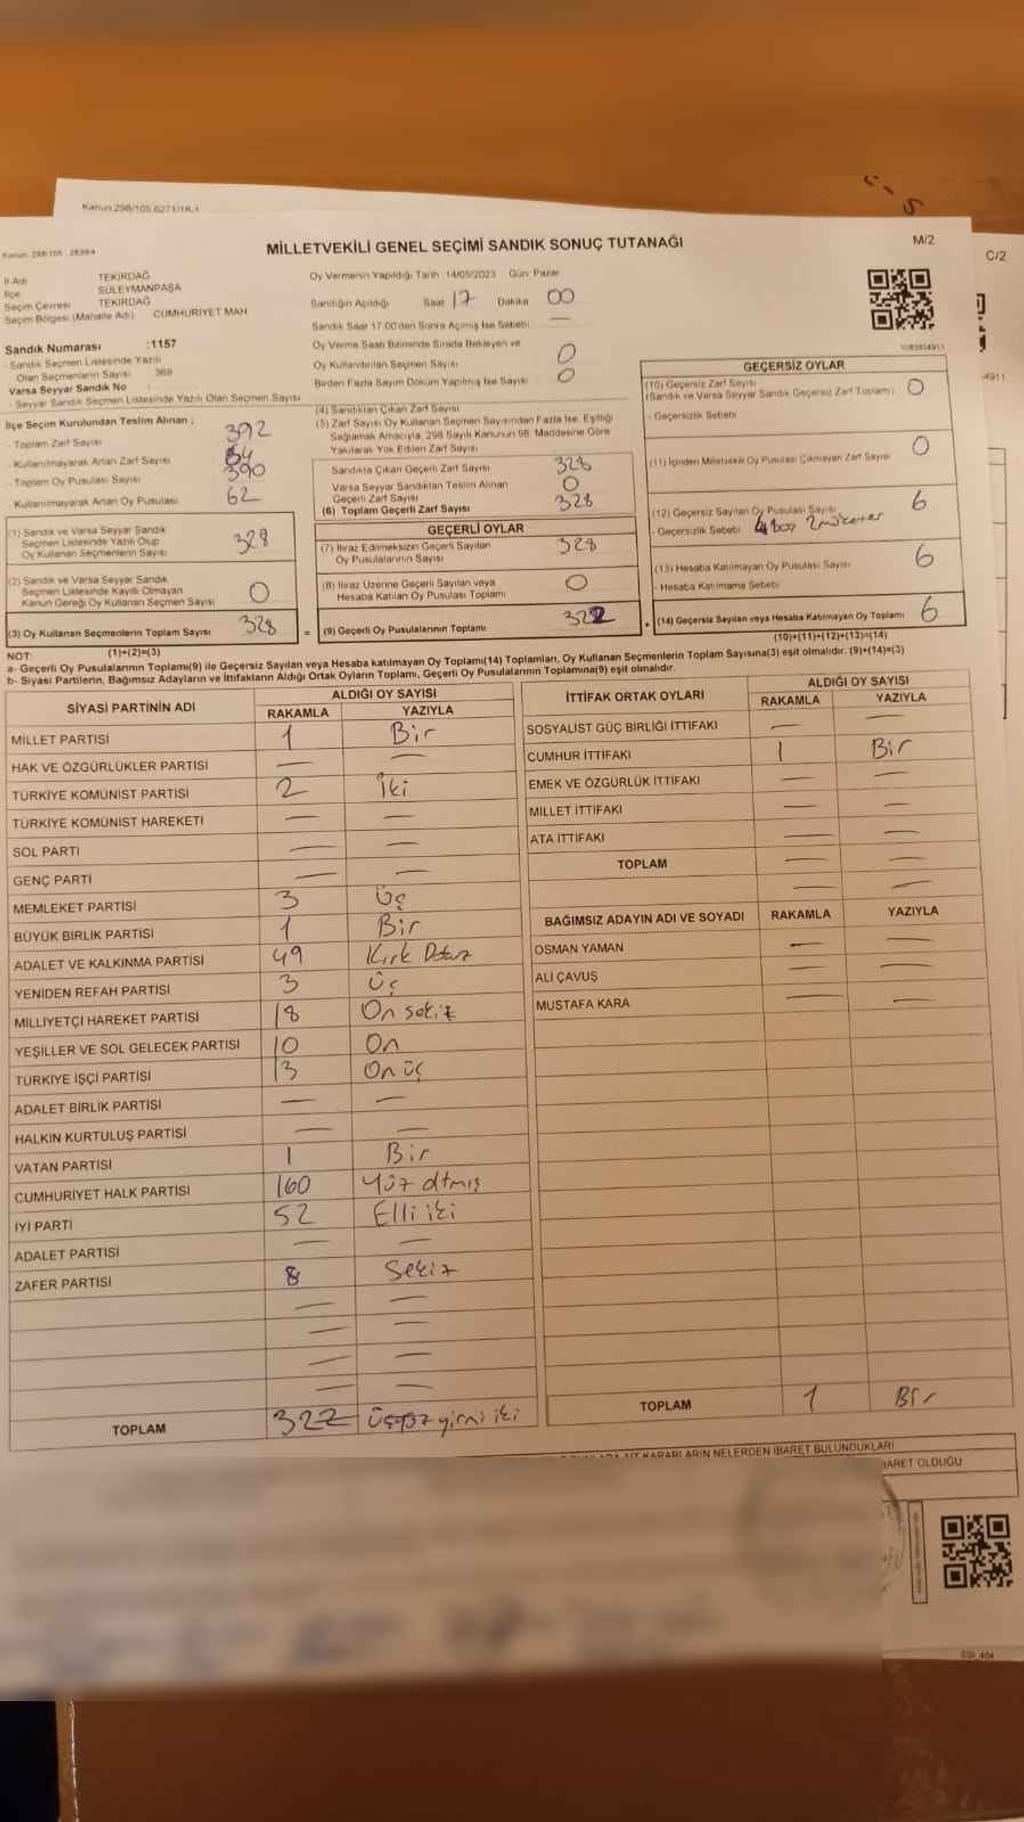 Kanun 298/105
M/2
C/2
MİLLETVEKİLİ GENEL SEÇİMİ SANDIK SONUÇ TUTANAĞI
İl Adı TEKİRDAĞ
İlçe SÜLEYMANPAŞA
Seçim Çevresi TEKİRDAĞ
Seçim Bölgesi (Mahalle Adı) CUMHURİYET MAH
Sandık Numarası :1157
- Sandık Seçmen Listesinde Yazılı
Olan Seçmenlerin Sayısı 369
Varsa Seyyar Sandık No :
- Seyyar Sandık Seçmen Listesinde Yazılı Olan Seçmen Sayısı
İlçe Seçim Kurulundan Teslim Alınan ;
- Toplam Zarf Sayısı 392
- Kullanılmayarak Artan Zarf Sayısı 64
- Toplam Oy Pusulası Sayısı 390
- Kullanılmayarak Artan Oy Pusulası 62
(1) Sandık ve Varsa Seyyar Sandık
Seçmen Listesinde Yazılı Olup
Oy Kullanan Seçmenlerin Sayısı 328
(2) Sandık ve Varsa Seyyar Sandık
Seçmen Listesinde Kayıtlı Olmayan
Kanun Gereği Oy Kullanan Seçmen Sayısı 0
(3) Oy Kullanan Seçmenlerin Toplam Sayısı 328
(1)+(2)=(3)
Oy Vermenin Yapıldığı Tarih :14/05/2023 Gün: Pazar
Sandığın Açıldığı Saat 17 Dakika 00
Sandık Saat 17.00'den Sonra Açılmış İse Sebebi —
Oy Verme Saati Bitiminde Sırada Bekleyen ve
Oy Kullandırılan Seçmen Sayısı 0
Birden Fazla Sayım Döküm Yapılmış İse Sayısı 0
(4) Sandıktan Çıkan Zarf Sayısı
(5) Zarf Sayısı Oy Kullanan Seçmen Sayısından Fazla İse, Eşitliği
Sağlamak Amacıyla, 298 Sayılı Kanunun 98. Maddesine Göre
Yakılarak Yok Edilen Zarf Sayısı
Sandıkta Çıkan Geçerli Zarf Sayısı 328
Varsa Seyyar Sandıktan Teslim Alınan
Geçerli Zarf Sayısı 0
(6) Toplam Geçerli Zarf Sayısı 328
GEÇERLİ OYLAR
(7) İtiraz Edilmeksizin Geçerli Sayılan
Oy Pusulalarının Sayısı 328
(8) İtiraz Üzerine Geçerli Sayılan veya
Hesaba Katılan Oy Pusulası Toplamı 0
= (9) Geçerli Oy Pusulalarının Toplamı 322
GEÇERSİZ OYLAR
(10) Geçersiz Zarf Sayısı
(Sandık ve Varsa Seyyar Sandık Geçersiz Zarf Toplamı) 0
- Geçersizlik Sebebi :
(11) İçinden Milletvekili Oy Pusulası Çıkmayan Zarf Sayısı 0
(12) Geçersiz Sayılan Oy Pusulası Sayısı 6
- Geçersizlik Sebebi 4 boş 2 mükerrer
(13) Hesaba Katılmayan Oy Pusulası Sayısı 6
- Hesaba Katılmama Sebebi
+ (14) Geçersiz Sayılan veya Hesaba Katılmayan Oy Toplamı 6
(10)+(11)+(12)+(13)=(14)
NOT:
a- Geçerli Oy Pusulalarının Toplamı(9) ile Geçersiz Sayılan veya Hesaba katılmayan Oy Toplamı(14) Toplamları, Oy Kullanan Seçmenlerin Toplam Sayısına(3) eşit olmalıdır. (9)+(14)=(3)
b- Siyasi Partilerin, Bağımsız Adayların ve İttifakların Aldığı Ortak Oyların Toplamı, Geçerli Oy Pusulalarının Toplamına(9) eşit olmalıdır.
SİYASİ PARTİNİN ADI ALDIĞI OY SAYISI
RAKAMLA YAZIYLA
MİLLET PARTİSİ 1 Bir
HAK VE ÖZGÜRLÜKLER PARTİSİ — —
TÜRKİYE KOMÜNİST PARTİSİ 2 İki
TÜRKİYE KOMÜNİST HAREKETİ — —
SOL PARTİ — —
GENÇ PARTİ — —
MEMLEKET PARTİSİ 3 Üç
BÜYÜK BİRLİK PARTİSİ 1 Bir
ADALET VE KALKINMA PARTİSİ 49 Kırk Dokuz
YENİDEN REFAH PARTİSİ 3 Üç
MİLLİYETÇİ HAREKET PARTİSİ 18 On sekiz
YEŞİLLER VE SOL GELECEK PARTİSİ 10 On
TÜRKİYE İŞÇİ PARTİSİ 13 On üç
ADALET BİRLİK PARTİSİ — —
HALKIN KURTULUŞ PARTİSİ — —
VATAN PARTİSİ 1 Bir
CUMHURİYET HALK PARTİSİ 160 Yüz atmış
İYİ PARTİ 52 Elli iki
ADALET PARTİSİ — —
ZAFER PARTİSİ 8 Sekiz
— —
— —
— —
— —
TOPLAM 322 Üçyüz yirmi iki
İTTİFAK ORTAK OYLARI ALDIĞI OY SAYISI
RAKAMLA YAZIYLA
SOSYALİST GÜÇ BİRLİĞİ İTTİFAKI — —
CUMHUR İTTİFAKI 1 Bir
EMEK VE ÖZGÜRLÜK İTTİFAKI — —
MİLLET İTTİFAKI — —
ATA İTTİFAKI — —
TOPLAM — —
— —
BAĞIMSIZ ADAYIN ADI VE SOYADI RAKAMLA YAZIYLA
OSMAN YAMAN — —
ALİ ÇAVUŞ — —
MUSTAFA KARA — —
TOPLAM 1 Bir
KARARLARIN NELERDEN İBARET BULUNDUKLARI
İBARET OLDUĞU